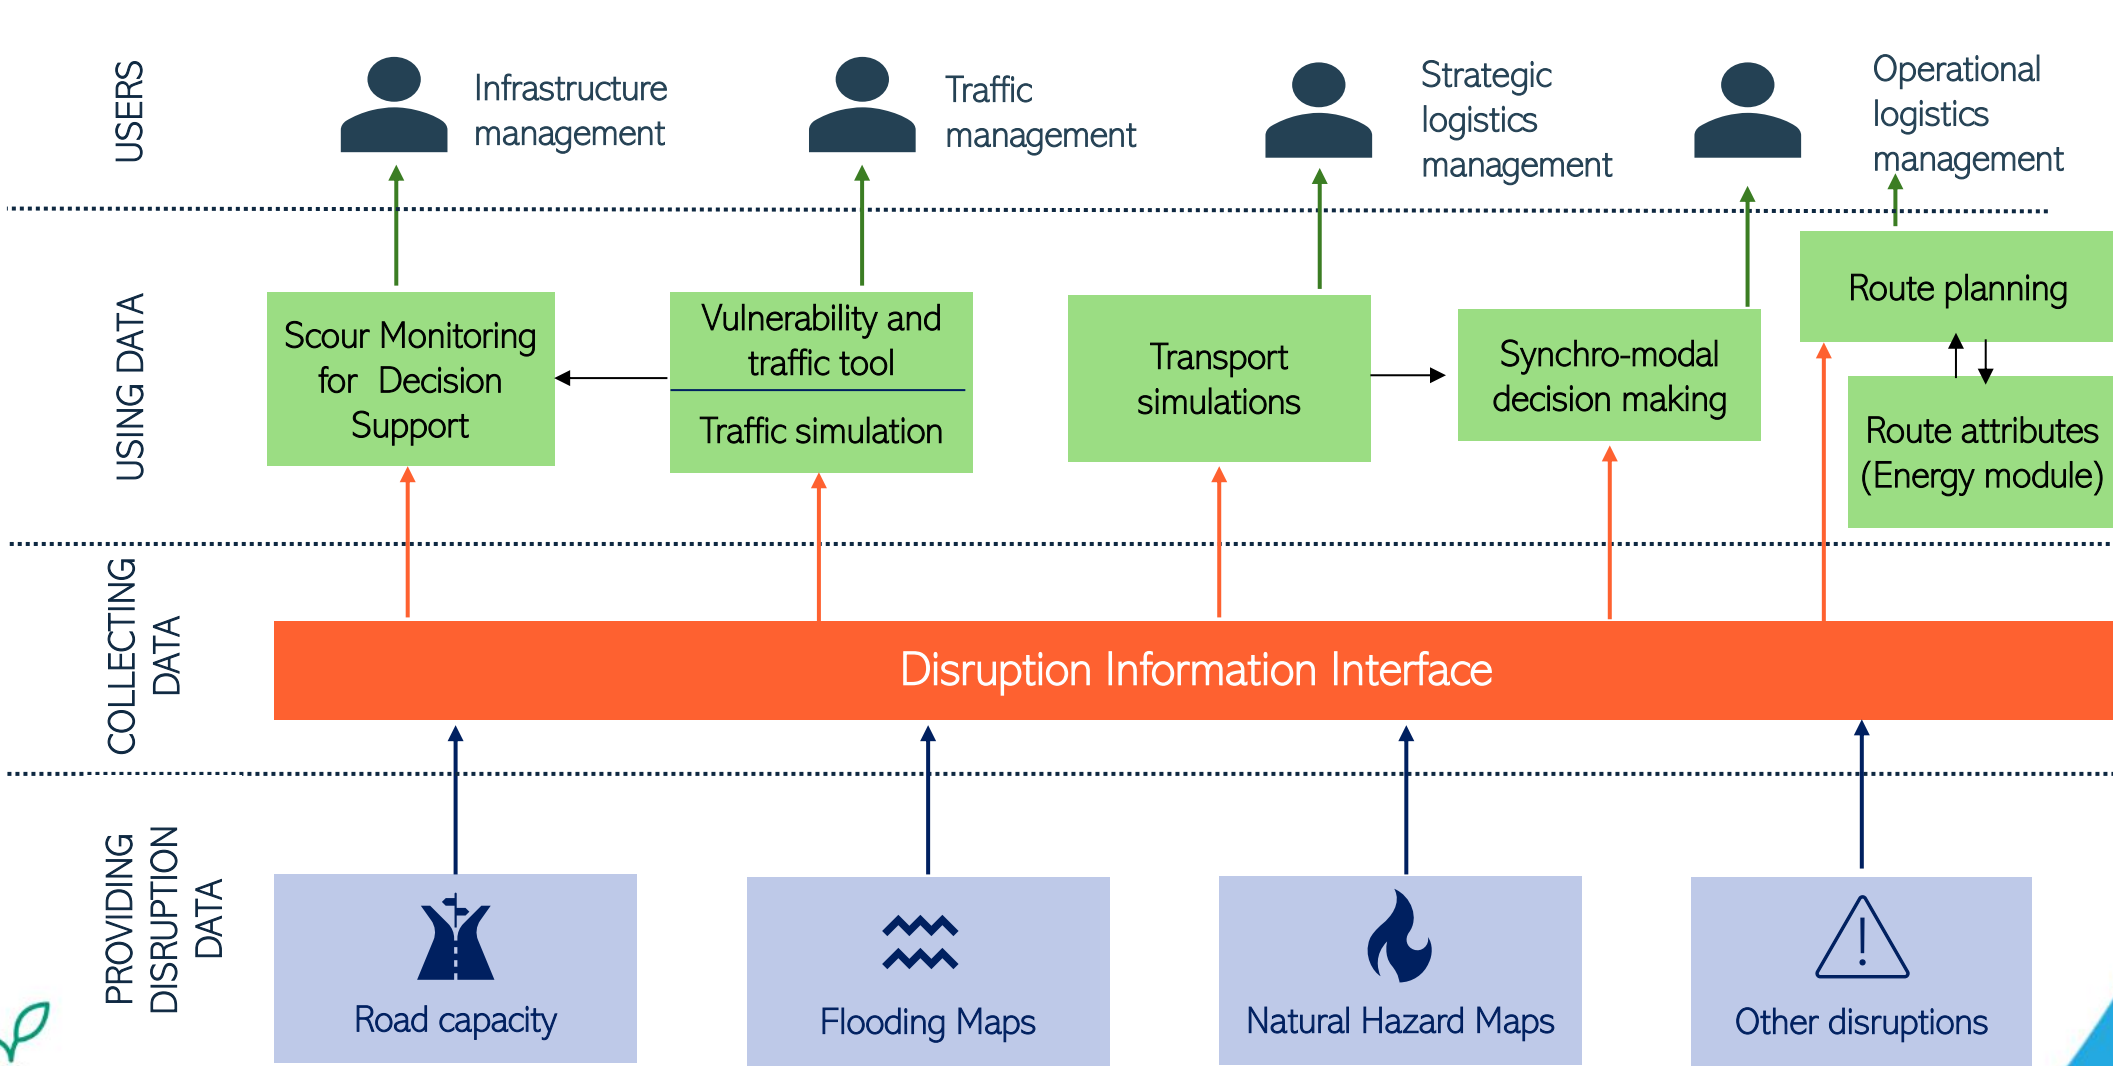 USERS
Infrastructure
management
Traffic
management
Strategic
logistics
management
Operational
logistics
management
USING DATA
Scour Monitoring
for Decision
Support
Vulnerability and
traffic tool
Traffic simulation
Transport
simulations
Synchro-modal
decision making
Route planning
Route attributes
(Energy module)
COLLECTING
DATA
Disruption Information Interface
PROVIDING
DISRUPTION
DATA
Road capacity
Flooding Maps
Natural Hazard Maps
Other disruptions